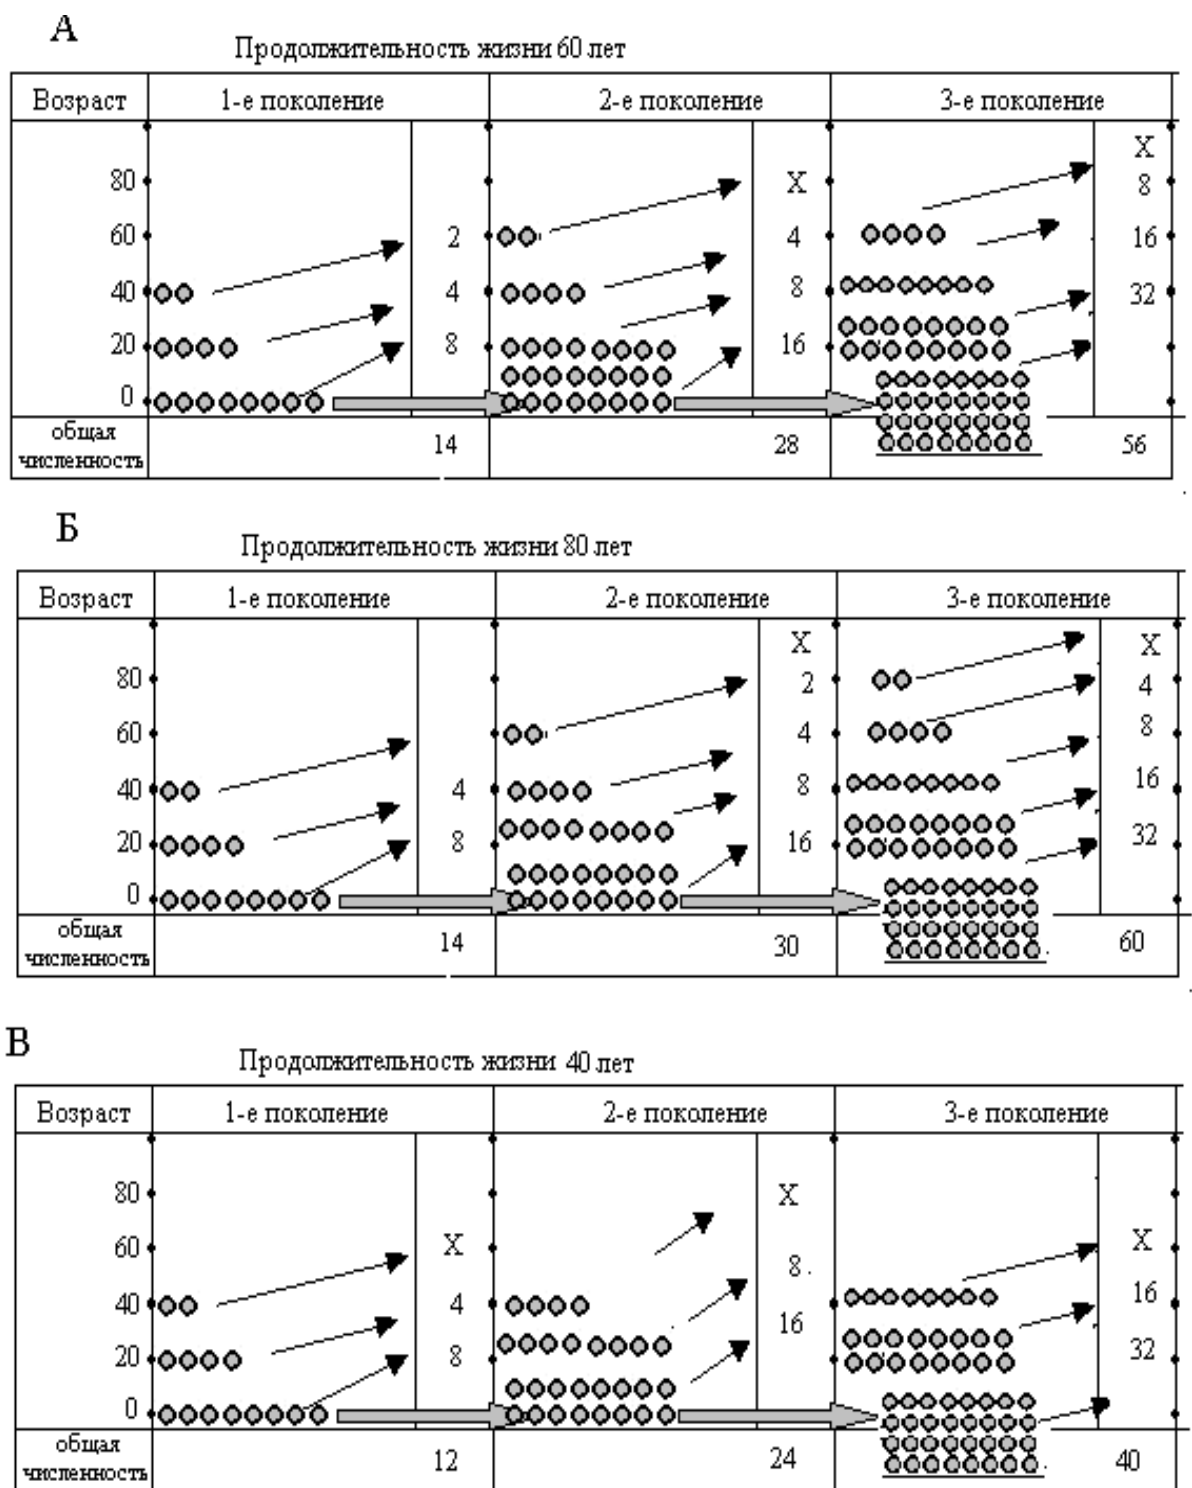 А
Продолжительность жизни 60 лет
Возраст 1-е поколение 2-е поколение 3-е поколение
Х
80 Х 8
60 2 4 16
40 4 8 32
20 8 16
0
общая
численность 14 28 56
Б
Продолжительность жизни 80 лет
Возраст 1-е поколение 2-е поколение 3-е поколение
Х Х
80 2 4
60 4 8
40 4 8 16
20 8 16 32
0
общая
численность 14 30 60
В
Продолжительность жизни 40 лет
Возраст 1-е поколение 2-е поколение 3-е поколение
80 Х
60 Х 8 Х
40 4 16 16
20 8 32
0
общая
численность 12 24 40